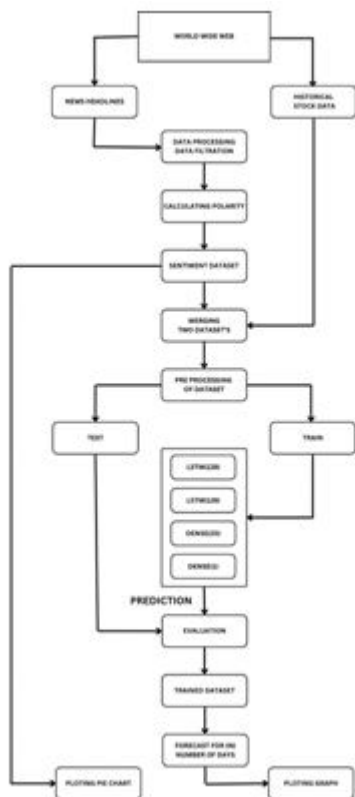 WORLD WIDE WEB
NEWS HEADLINES
HISTORICAL
STOCK DATA
DATA PROCESSING
DATA FILTRATION
CALCULATING POLARITY
SENTIMENT DATASET
MERGING
TWO DATASET'S
PRE PROCESSING
OF DATASET
TEST
TRAIN
DENSE(25)
DENSE(1)
PREDICTION
EVALUATION
TRAINED DATASET
FORECAST FOR (N)
NUMBER OF DAYS
PLOTING PIE CHART
PLOTING GRAPH